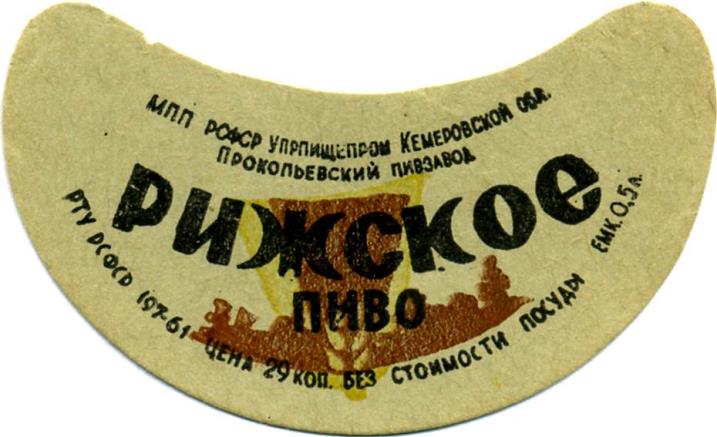 МПП РСФСР УПРПИЩЕПРОМ КЕМЕРОВСКОЙ ОБЛ.
ПРОКОПЬЕВСКИЙ ПИВЗАВОД
РИЖСКОЕ
ПИВО
РТУ РСФСР 197-61 ЦЕНА 29 КОП. БЕЗ СТОИМОСТИ ПОСУДЫ ЕМК. 0,5 л.